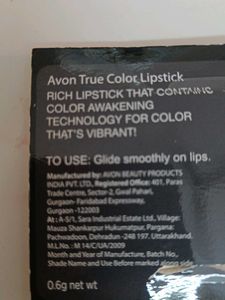 Avon True Color Lipstick
RICH LIPSTICK THAT CONTAINS
COLOR AWAKENING
TECHNOLOGY FOR COLOR
THAT'S VIBRANT!
TO USE: Glide smoothly on lips.
Manufactured by: AVON BEAUTY PRODUCTS
INDIA PVT. LTD., Registered Office: 401, Paras
Trade Centre, Sector-2, Gwal Pahari,
Gurgaon- Faridabad Expressway,
Gurgaon -122003
At : A-5/1, Sara Industrial Estate Ltd., Village:
Mauza Shankarpur Hukumatpur, Pargana:
Pachwadoon, Dehradun -248 197. Uttarakhand.
M.L.No. : M 14/C/UA/2009
Month and Year of Manufacture, Batch No.,
Shade Name and Use Before marked along side.
0.6g net wt